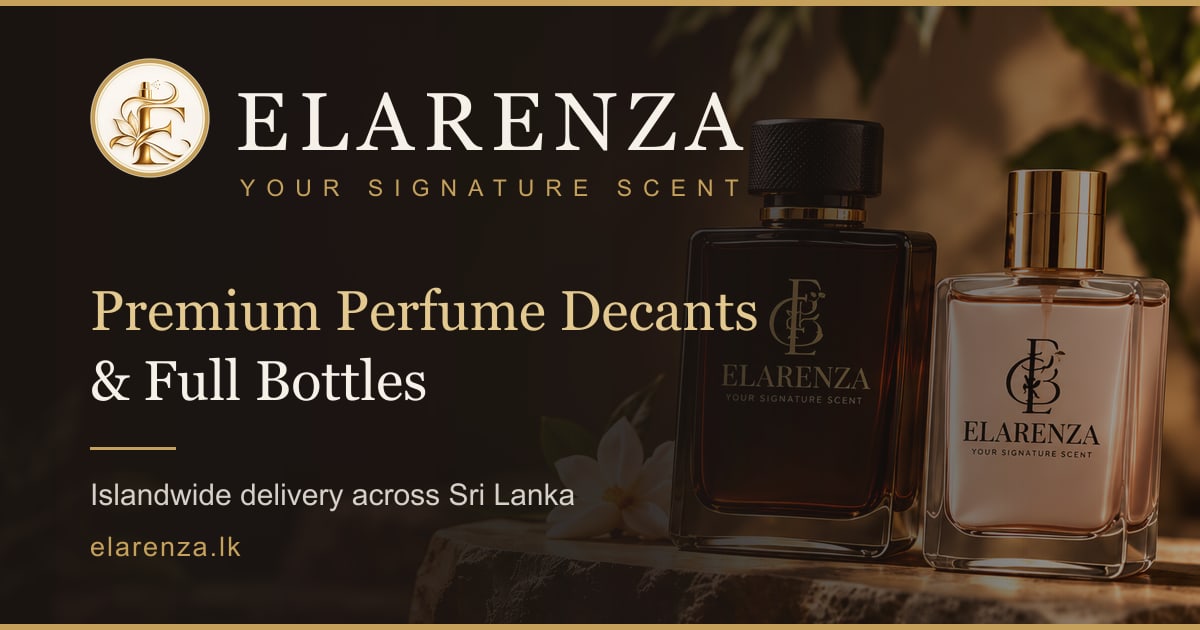 ELARENZA
YOUR SIGNATURE SCENT
Premium Perfume Decants
& Full Bottles
Islandwide delivery across Sri Lanka
elarenza.lk
ELARENZA
YOUR SIGNATURE SCENT
ELARENZA
YOUR SIGNATURE SCENT